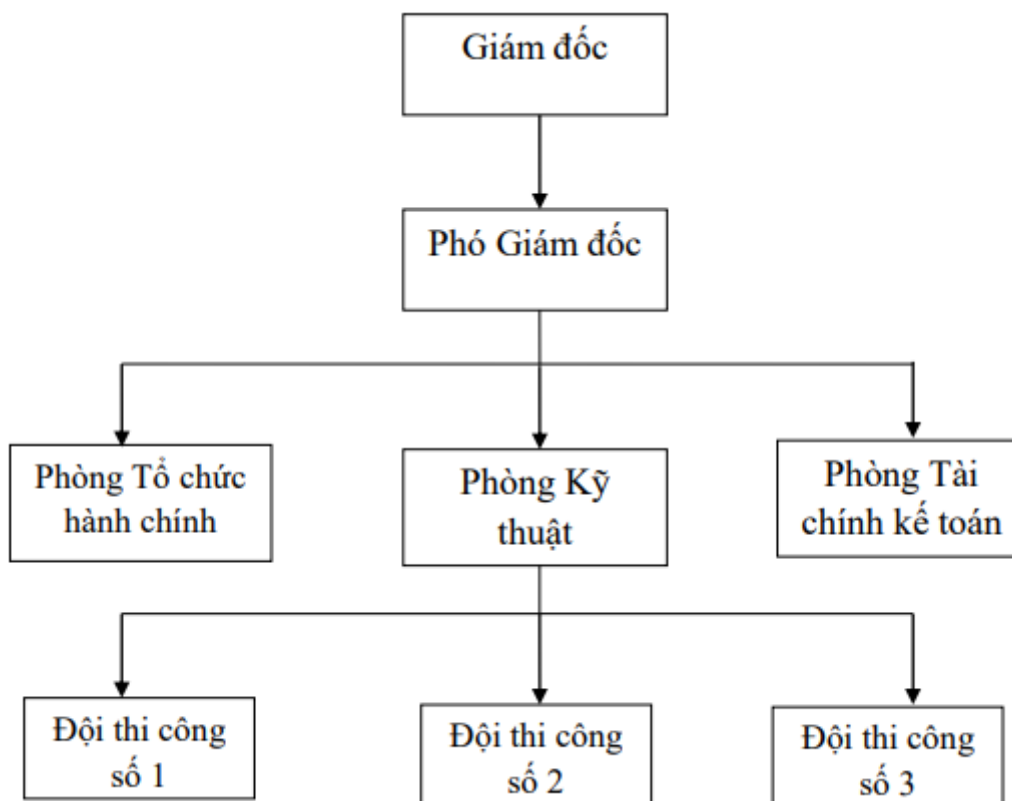 Giám đốc
Phó Giám đốc
Phòng Tổ chức
hành chính
Phòng Kỹ
thuật
Phòng Tài
chính kế toán
Đội thi công
số 1
Đội thi công
số 2
Đội thi công
số 3